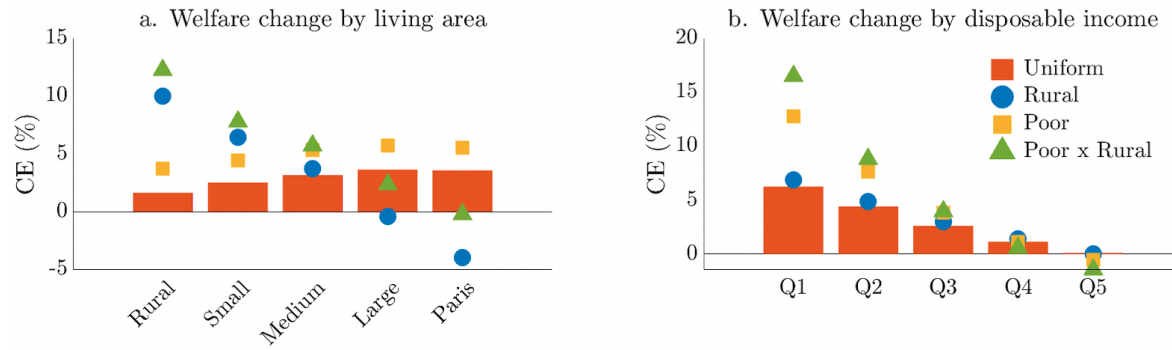 a. Welfare change by living area
CE (%)
15
10
5
0
-5
Rural
Small
Medium
Large
Paris
b. Welfare change by disposable income
CE (%)
20
15
10
5
0
Q1
Q2
Q3
Q4
Q5
Uniform
Rural
Poor
Poor x Rural